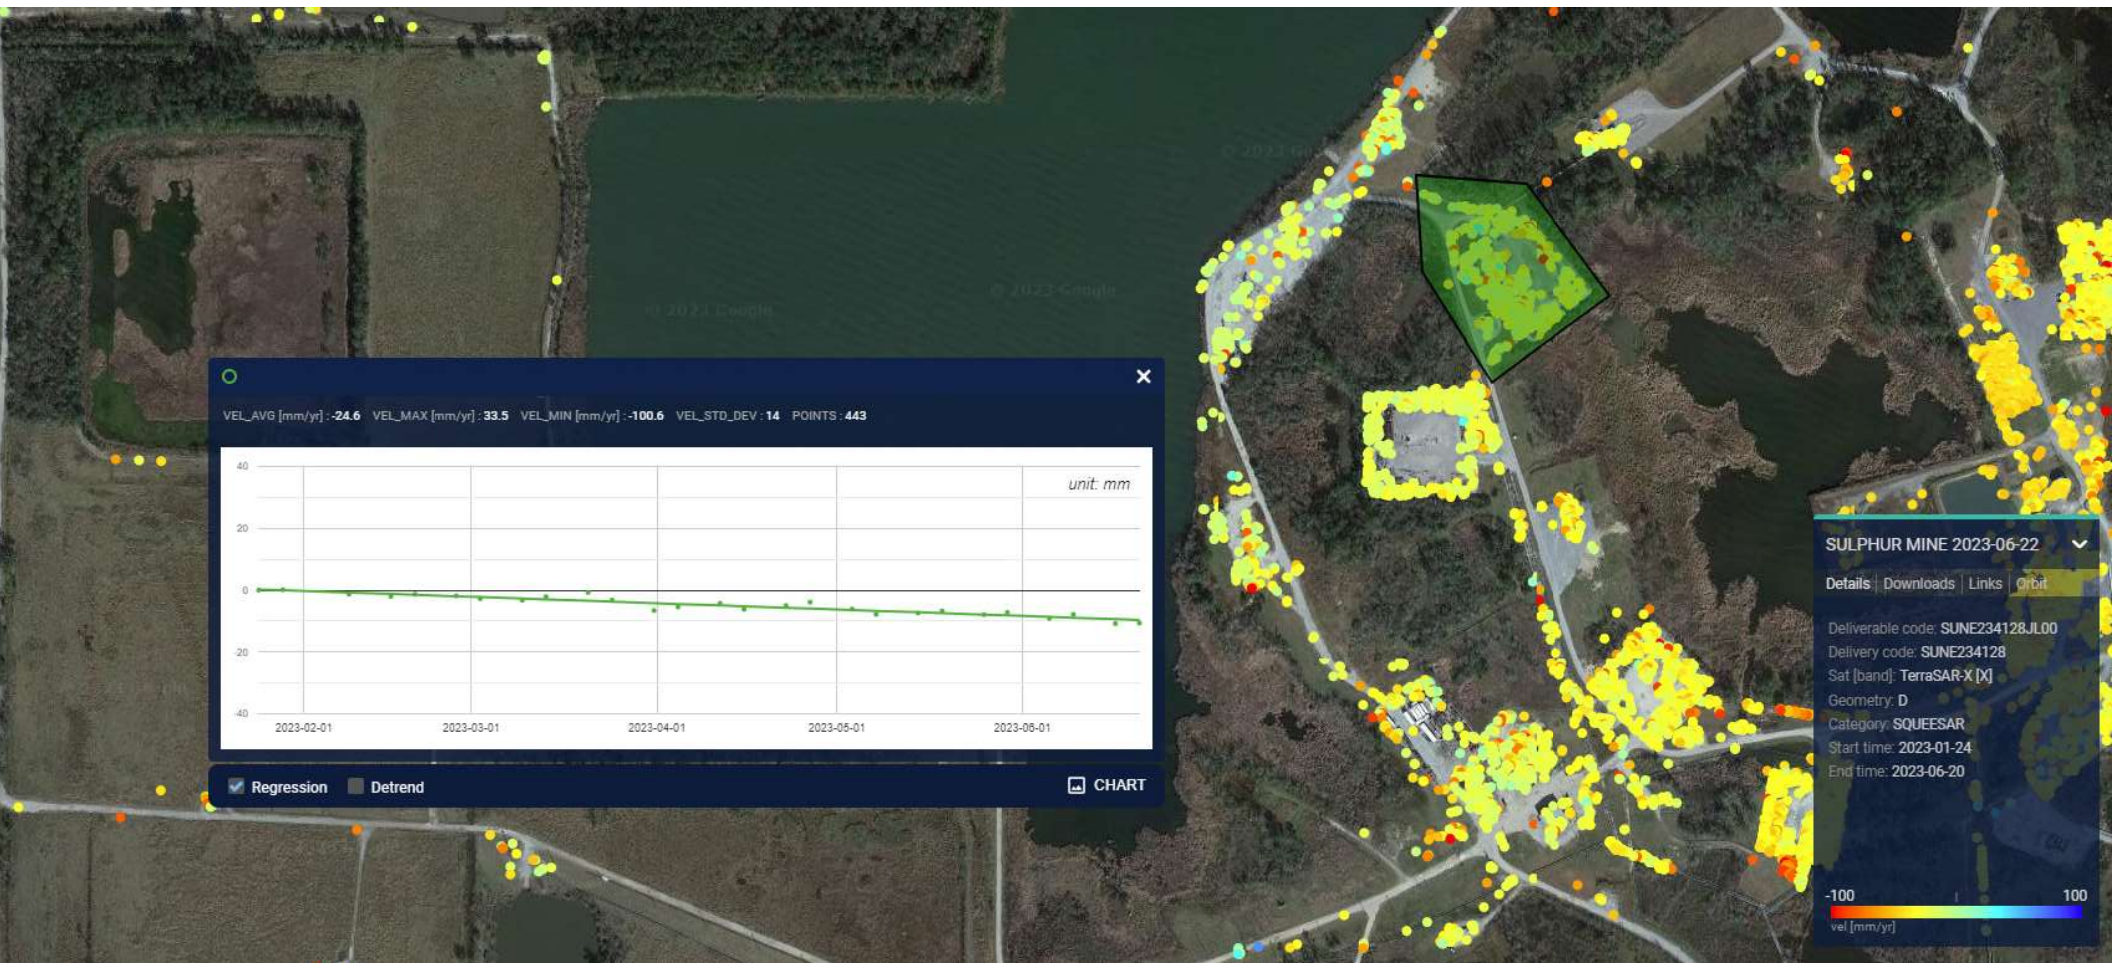 © 2023 Google
© 2023 Google
VEL_AVG [mm/yr] : -24.6 VEL_MAX [mm/yr] : 33.5 VEL_MIN [mm/yr] : -100.6 VEL_STD_DEV : 14 POINTS : 443
unit: mm
40
20
0
-20
-40
2023-02-01 2023-03-01 2023-04-01 2023-05-01 2023-06-01
Regression Detrend CHART
SULPHUR MINE 2023-06-22
Details Downloads Links Orbit
Deliverable code: SUNE234128JL00
Delivery code: SUNE234128
Sat [band]: TerraSAR-X [X]
Geometry: D
Category: SQUEESAR
Start time: 2023-01-24
End time: 2023-06-20
-100 100
vel [mm/yr]